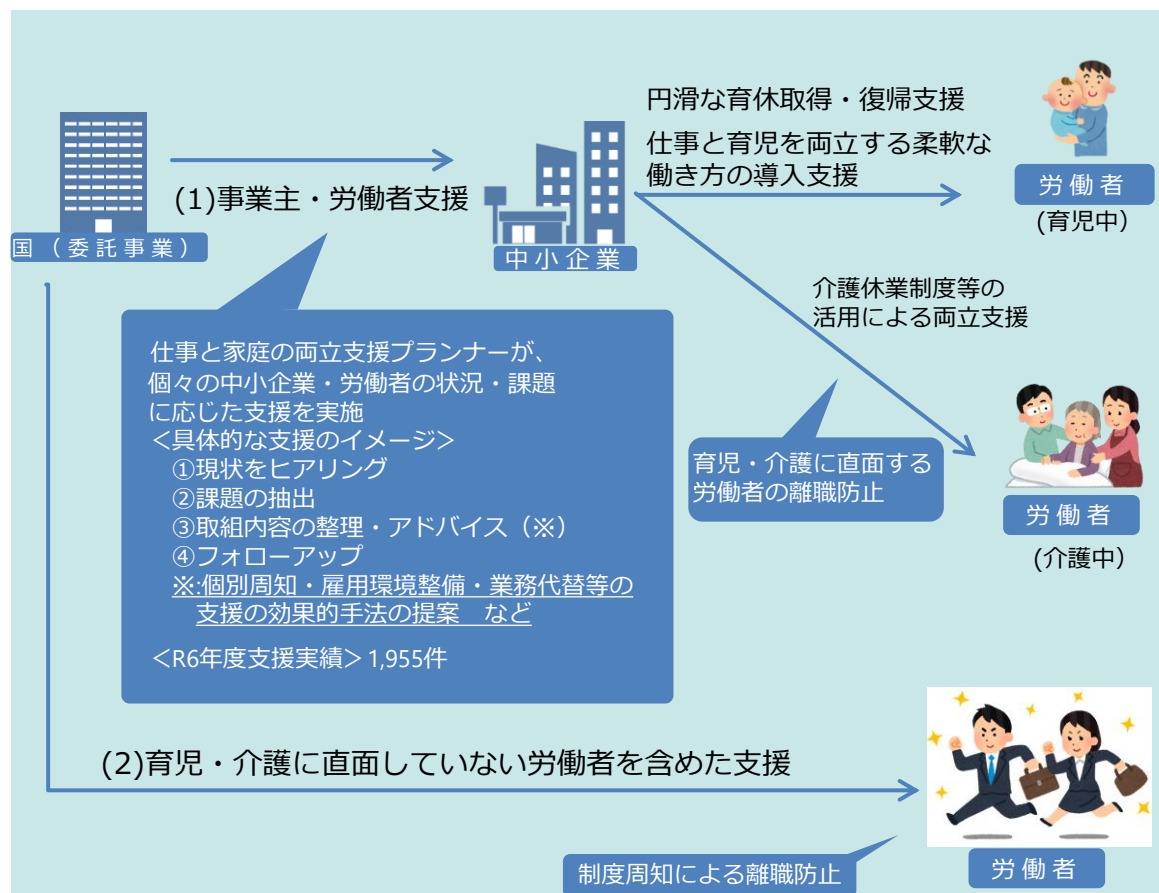 国（委託事業）
(1)事業主・労働者支援
中小企業
円滑な育休取得・復帰支援
仕事と育児を両立する柔軟な
働き方の導入支援
労働者
(育児中)
介護休業制度等の
活用による両立支援
仕事と家庭の両立支援プランナーが、
個々の中小企業・労働者の状況・課題
に応じた支援を実施
＜具体的な支援のイメージ＞
①現状をヒアリング
②課題の抽出
③取組内容の整理・アドバイス（※）
④フォローアップ
※:個別周知・雇用環境整備・業務代替等の
支援の効果的手法の提案　など
＜R6年度支援実績＞1,955件
育児・介護に直面する
労働者の離職防止
労働者
(介護中)
(2)育児・介護に直面していない労働者を含めた支援
制度周知による離職防止
労働者